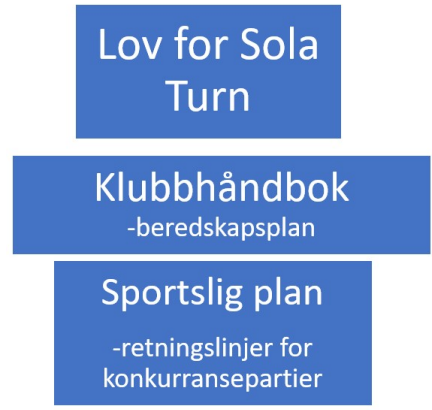 Lov for Sola
Turn
Klubbhåndbok
-beredskapsplan
Sportslig plan
-retningslinjer for
konkurransepartier